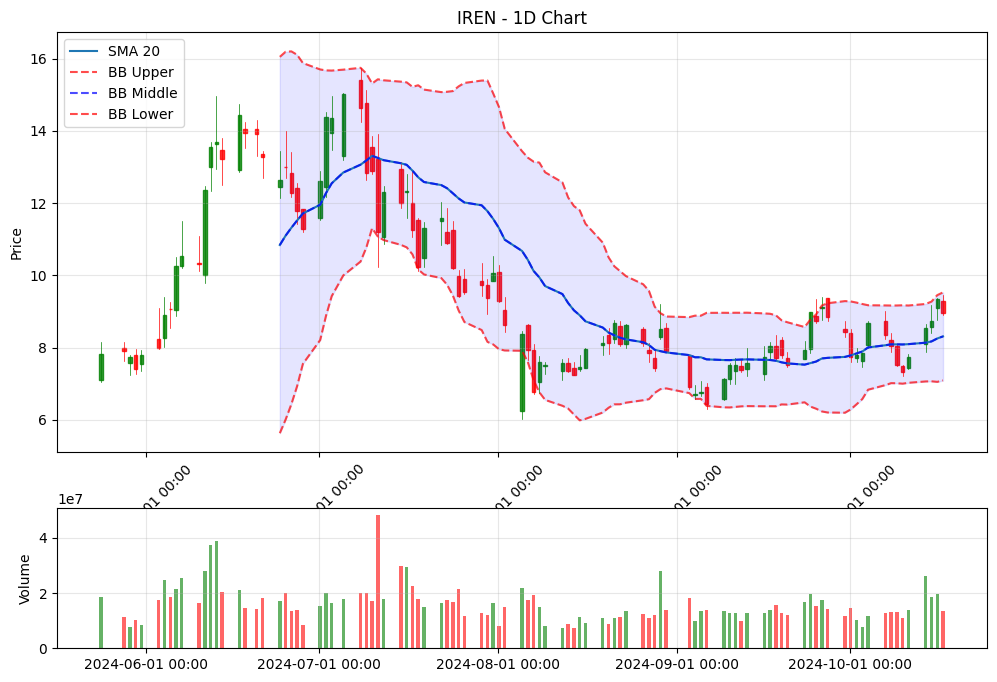 IREN - 1D Chart
SMA 20
BB Upper
BB Middle
BB Lower
Price
16
14
12
10
8
6
01 00:00
01 00:00
01 00:00
01 00:00
01 00:00
1e7
Volume
4
2
0
2024-06-01 00:00
2024-07-01 00:00
2024-08-01 00:00
2024-09-01 00:00
2024-10-01 00:00